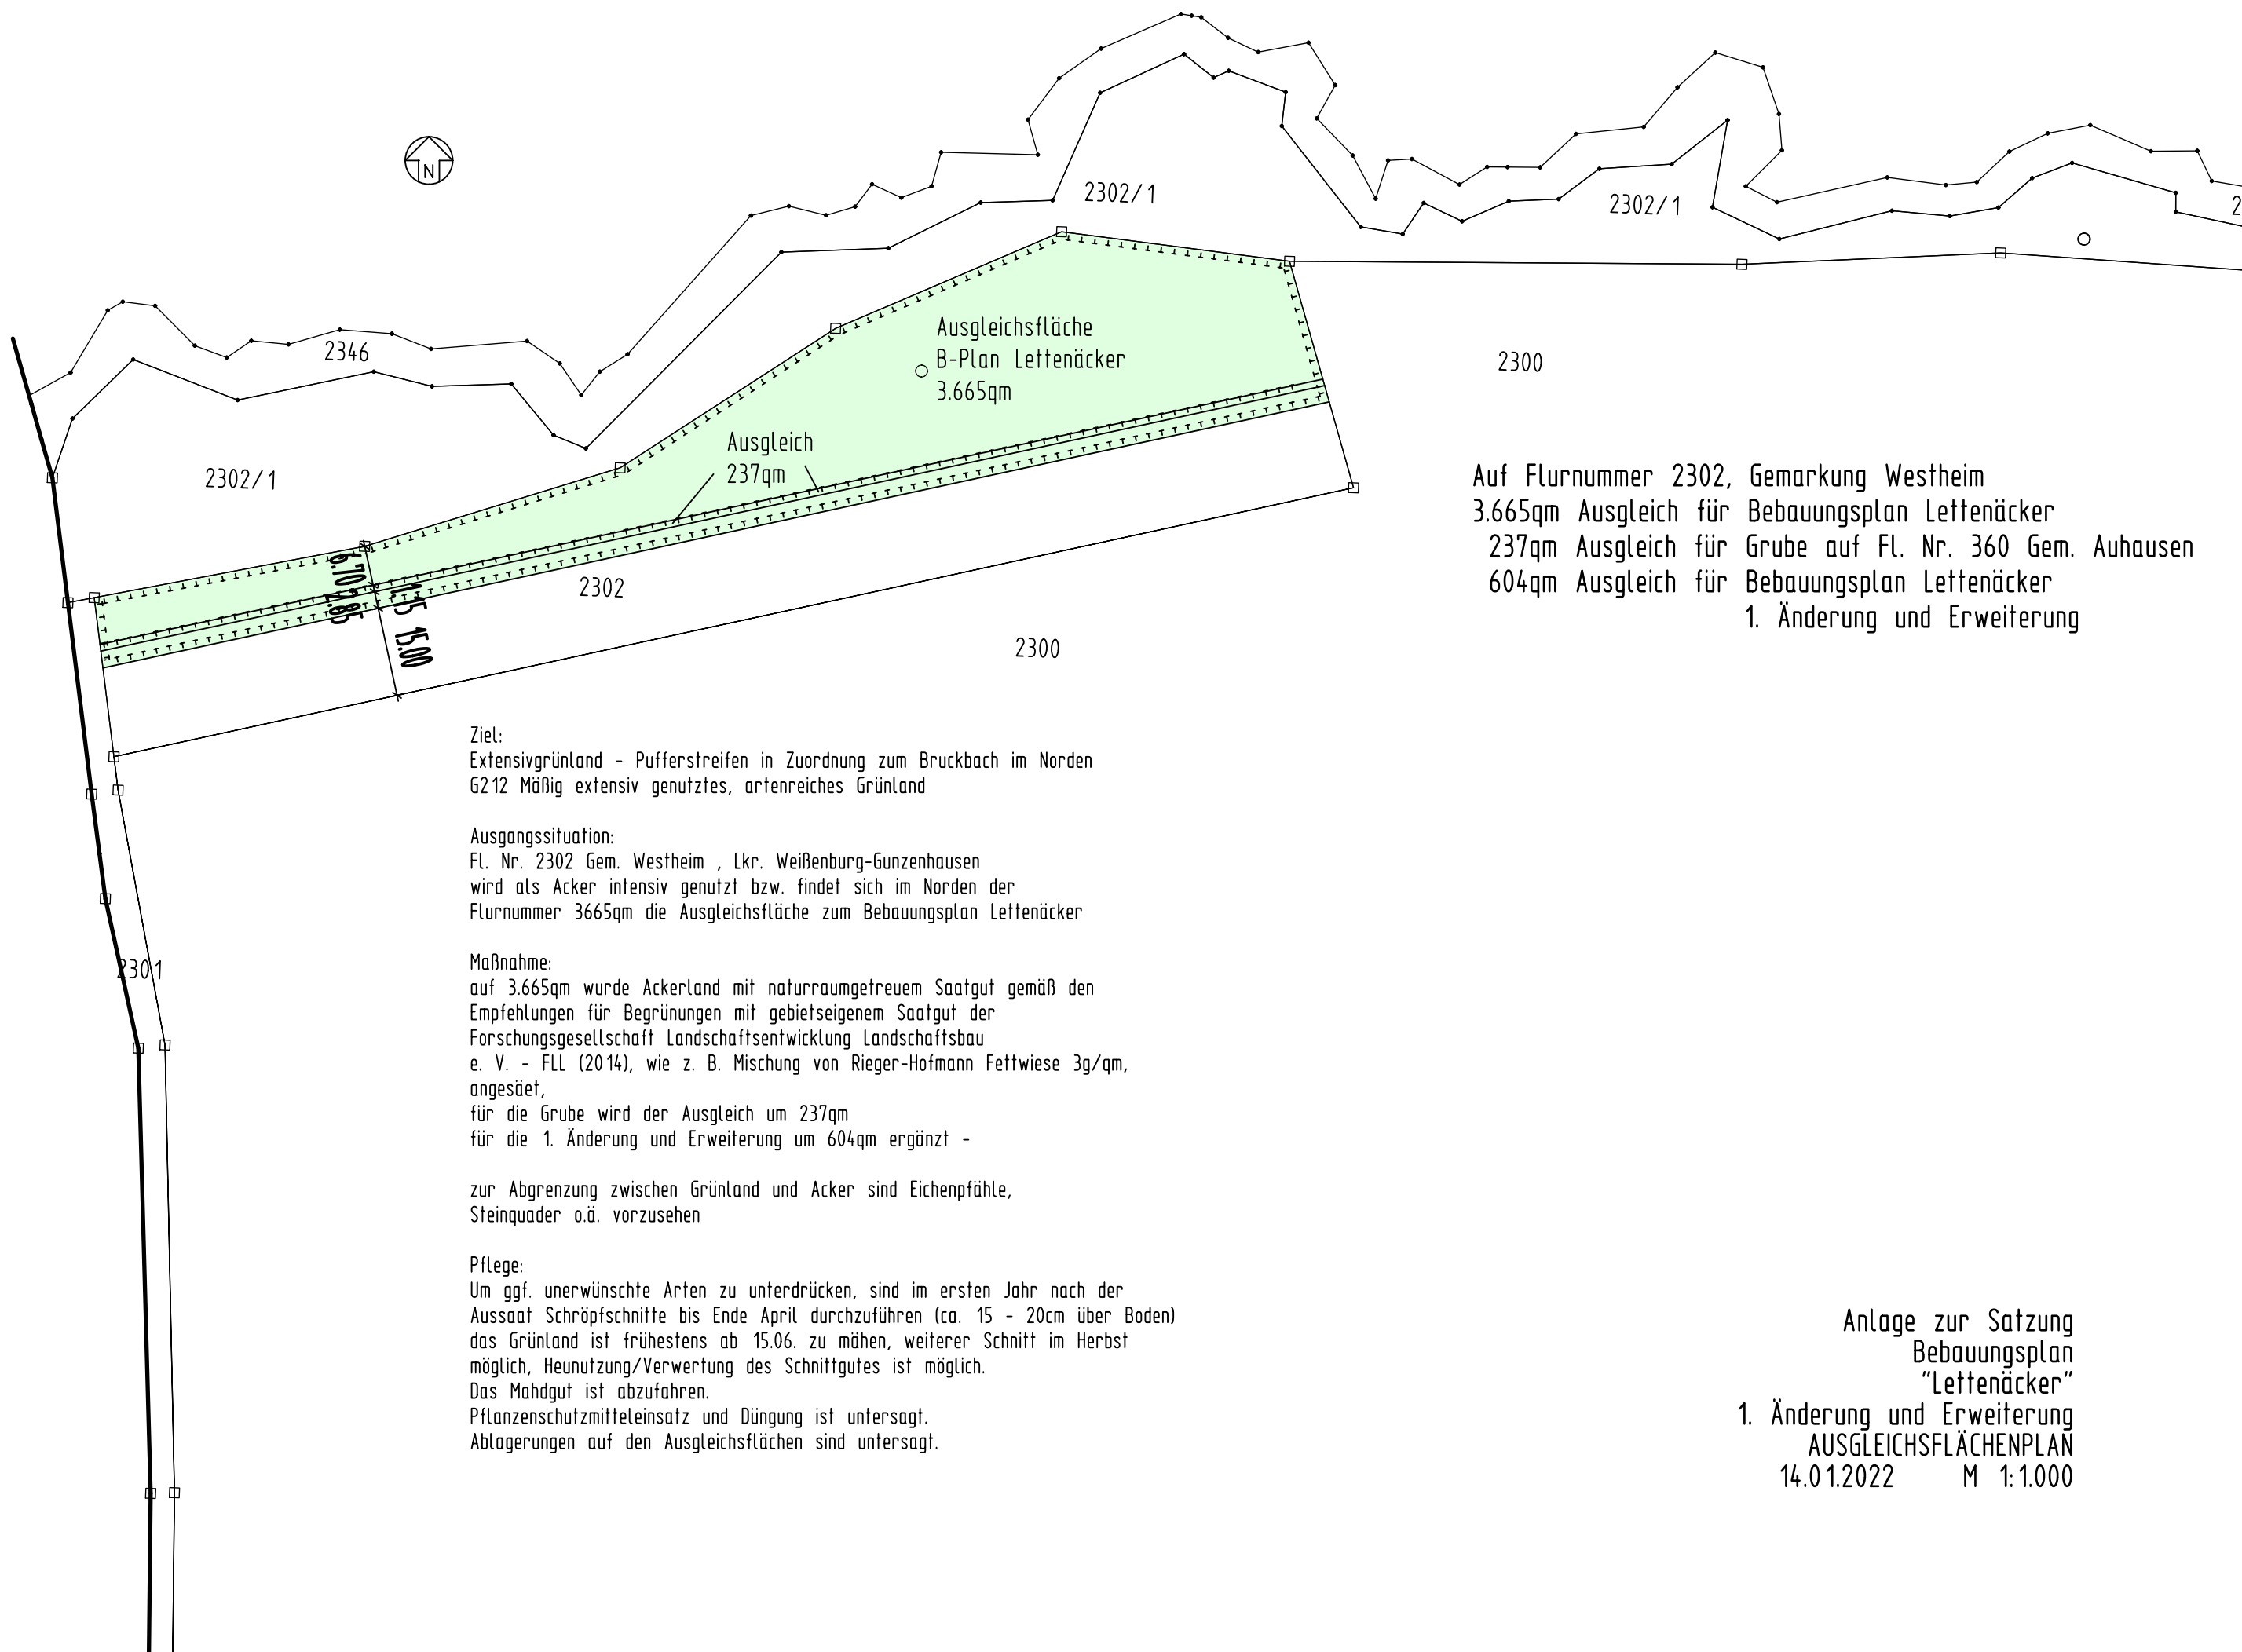 2302/1
2302/1
2
N
2346
Ausgleichsfläche
B-Plan Lettenäcker
3.665qm
2300
Ausgleich
237qm
2302/1
Auf Flurnummer 2302, Gemarkung Westheim
3.665qm Ausgleich für Bebauungsplan Lettenäcker
237qm Ausgleich für Grube auf Fl. Nr. 360 Gem. Auhausen
604qm Ausgleich für Bebauungsplan Lettenäcker
1. Änderung und Erweiterung
6.70 2.85
1.15 15.00
2302
2300
Ziel:
Extensivgrünland - Pufferstreifen in Zuordnung zum Bruckbach im Norden
G212 Mäßig extensiv genutztes, artenreiches Grünland
Ausgangssituation:
Fl. Nr. 2302 Gem. Westheim , Lkr. Weißenburg-Gunzenhausen
wird als Acker intensiv genutzt bzw. findet sich im Norden der
Flurnummer 3665qm die Ausgleichsfläche zum Bebauungsplan Lettenäcker
2301
Maßnahme:
auf 3.665qm wurde Ackerland mit naturraumgetreuem Saatgut gemäß den
Empfehlungen für Begrünungen mit gebietseigenem Saatgut der
Forschungsgesellschaft Landschaftsentwicklung Landschaftsbau
e. V. - FLL (2014), wie z. B. Mischung von Rieger-Hofmann Fettwiese 3g/qm,
angesäet,
für die Grube wird der Ausgleich um 237qm
für die 1. Änderung und Erweiterung um 604qm ergänzt -
zur Abgrenzung zwischen Grünland und Acker sind Eichenpfähle,
Steinquader o.ä. vorzusehen
Pflege:
Um ggf. unerwünschte Arten zu unterdrücken, sind im ersten Jahr nach der
Aussaat Schröpfschnitte bis Ende April durchzuführen (ca. 15 - 20cm über Boden)
das Grünland ist frühestens ab 15.06. zu mähen, weiterer Schnitt im Herbst
möglich, Heunutzung/Verwertung des Schnittgutes ist möglich.
Das Mahdgut ist abzufahren.
Pflanzenschutzmitteleinsatz und Düngung ist untersagt.
Ablagerungen auf den Ausgleichsflächen sind untersagt.
Anlage zur Satzung
Bebauungsplan
"Lettenäcker"
1. Änderung und Erweiterung
AUSGLEICHSFLÄCHENPLAN
14.01.2022 M 1:1.000